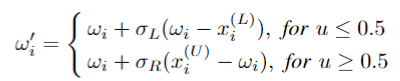 ω′ᵢ = { ωᵢ + σ_L(ωᵢ − xᵢ^(L)), for u ≤ 0.5
ωᵢ + σ_R(xᵢ^(U) − ωᵢ), for u ≥ 0.5